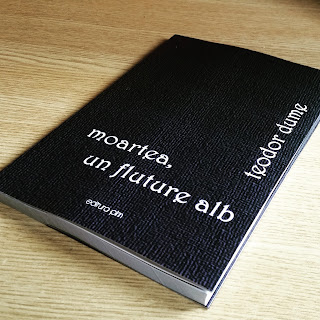 teodor dume
moartea,
un fluture alb
editura pim